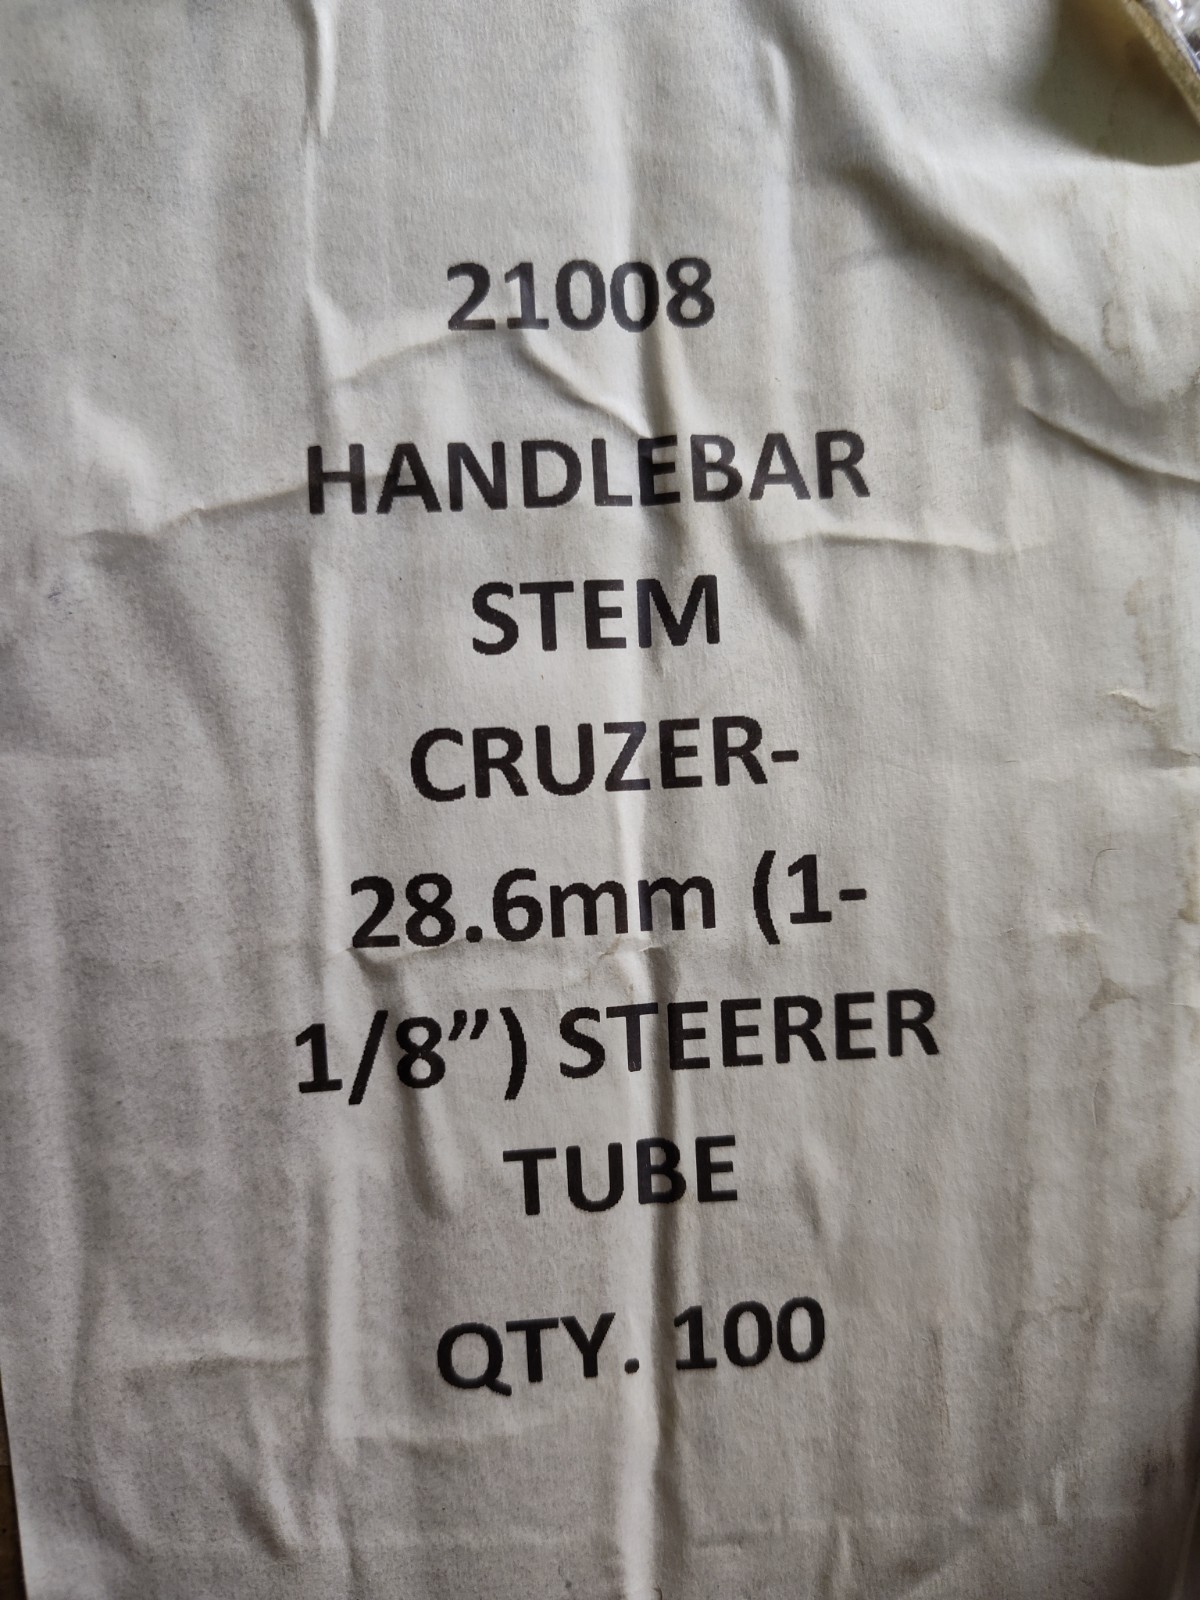 21008
HANDLEBAR
STEM
CRUZER-
28.6mm (1-
1/8”) STEERER
TUBE
QTY. 100